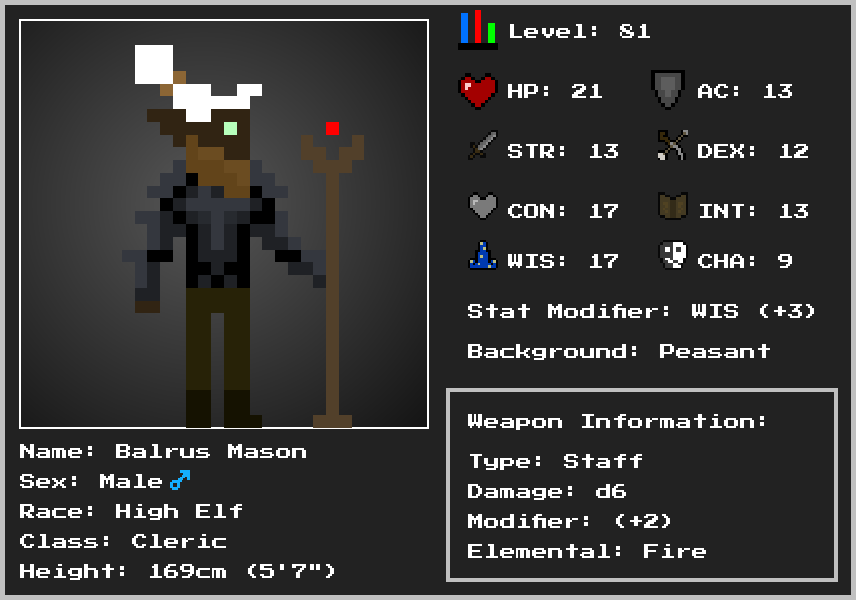 Level: 81
HP: 21 AC: 13
STR: 13 DEX: 12
CON: 17 INT: 13
WIS: 17 CHA: 9
Stat Modifier: WIS (+3)
Background: Peasant
Weapon Information:
Type: Staff
Damage: d6
Modifier: (+2)
Elemental: Fire
Name: Balrus Mason
Sex: Male♂
Race: High Elf
Class: Cleric
Height: 169cm (5'7")